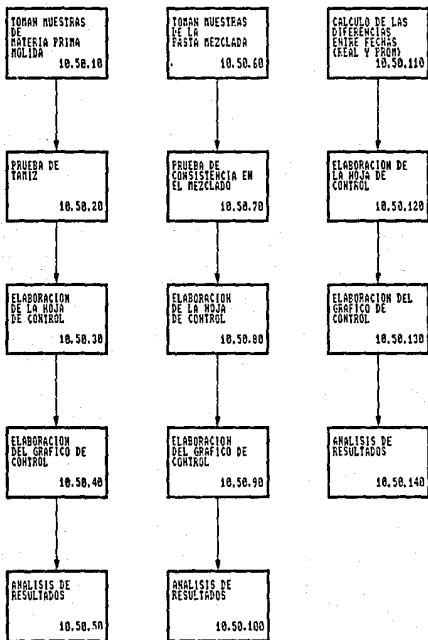 TOMAN MUESTRAS
DE
MATERIA PRIMA
MOLIDA
10.50.10
PRUEBA DE
TAMIZ
10.50.20
ELABORACION
DE LA HOJA
DE CONTROL
10.50.30
ELABORACION
DEL GRAFICO DE
CONTROL
10.50.40
ANALISIS DE
RESULTADOS
10.50.50
TOMAN MUESTRAS
DE LA
PASTA MEZCLADA
10.50.60
PRUEBA DE
CONSISTENCIA EN
EL MEZCLADO
10.50.70
ELABORACION
DE LA HOJA
DE CONTROL
10.50.80
ELABORACION
DEL GRAFICO DE
CONTROL
10.50.90
ANALISIS DE
RESULTADOS
10.50.100
CALCULO DE LAS
DIFERENCIAS
ENTRE FECHAS
(REAL Y PROM)
10.50.110
ELABORACION DE
LA HOJA DE
CONTROL
10.50.120
ELABORACION DEL
GRAFICO DE
CONTROL
10.50.130
ANALISIS DE
RESULTADOS
10.50.140